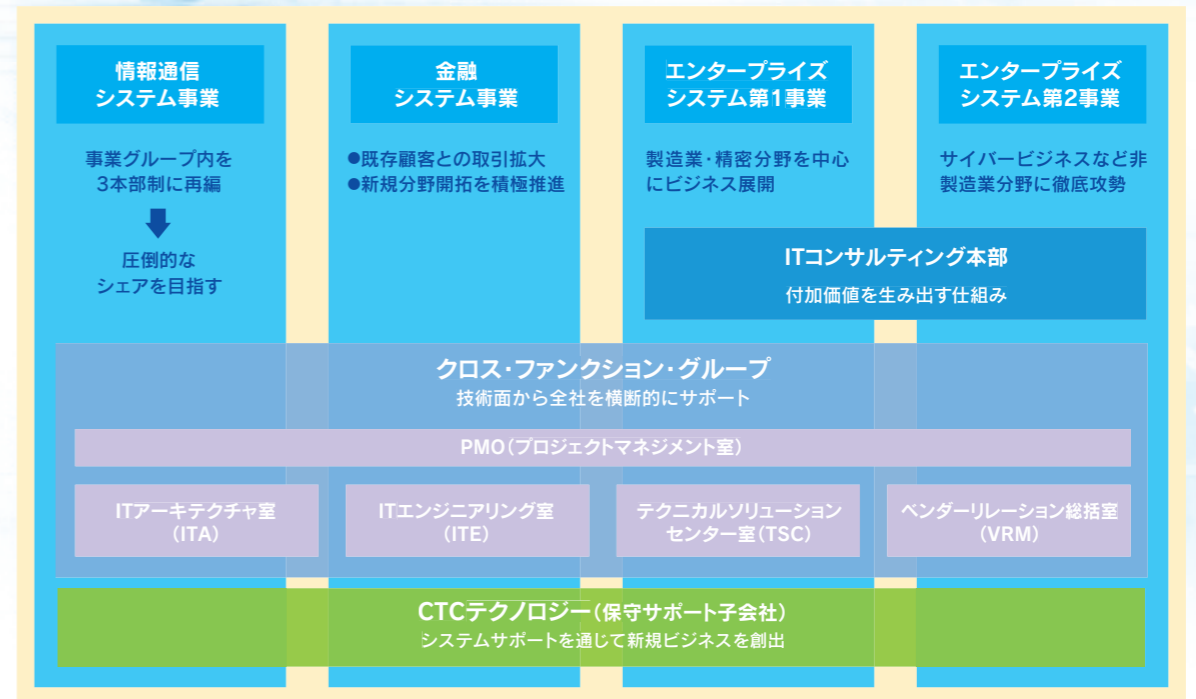 情報通信
システム事業
事業グループ内を
3本部制に再編
圧倒的な
シェアを目指す
金融
システム事業
●既存顧客との取引拡大
●新規分野開拓を積極推進
エンタープライズ
システム第1事業
製造業・精密分野を中心
にビジネス展開
エンタープライズ
システム第2事業
サイバービジネスなど非
製造業分野に徹底攻勢
ITコンサルティング本部
付加価値を生み出す仕組み
クロス・ファンクション・グループ
技術面から全社を横断的にサポート
PMO(プロジェクトマネジメント室)
ITアーキテクチャ室
(ITA)
ITエンジニアリング室
(ITE)
テクニカルソリューション
センター室(TSC)
ベンダーリレーション総括室
(VRM)
CTCテクノロジー(保守サポート子会社)
システムサポートを通じて新規ビジネスを創出